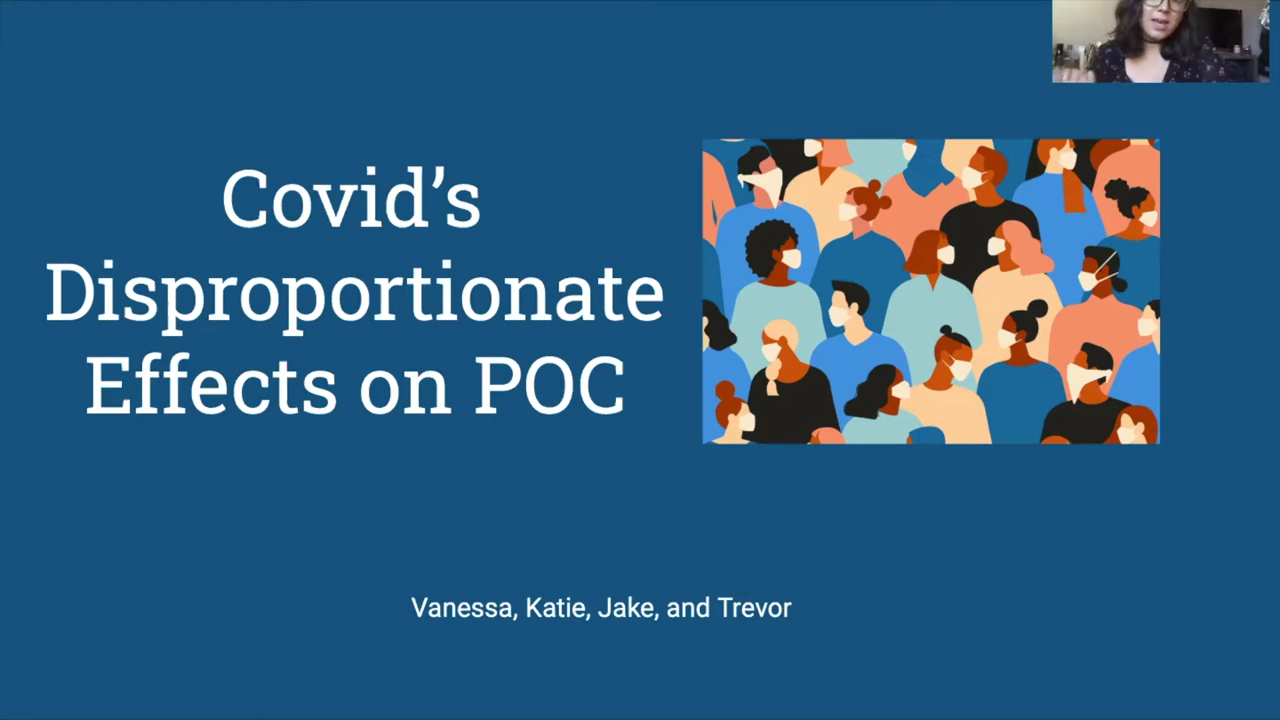 Covid’s
Disproportionate
Effects on POC
Vanessa, Katie, Jake, and Trevor